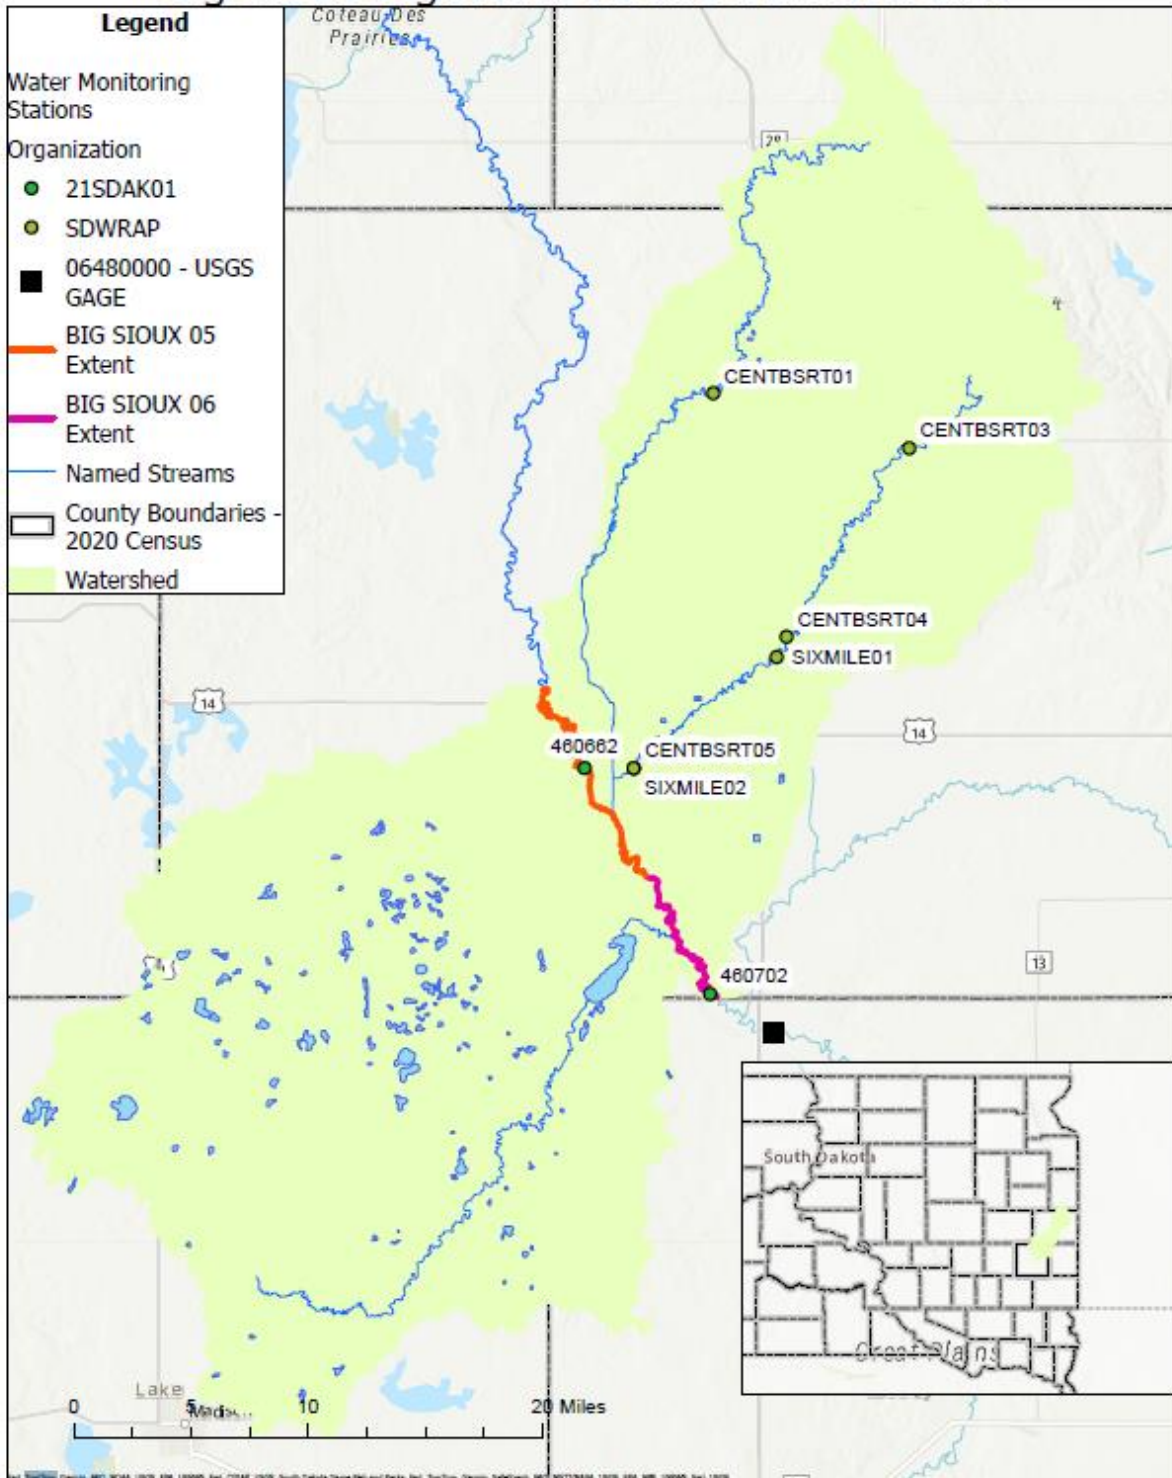 Legend
Water Monitoring
Stations
Organization
21SDAK01
SDWRAP
06480000 - USGS
GAGE
BIG SIOUX 05
Extent
BIG SIOUX 06
Extent
Named Streams
County Boundaries -
2020 Census
Watershed
Coteau Des
Prairies
28
CENTBSRT01
CENTBSRT03
CENTBSRT04
SIXMILE01
14
14
460662
CENTBSRT05
SIXMILE02
460702
13
South Dakota
Great Plains
Lake
0 5 10 20 Miles